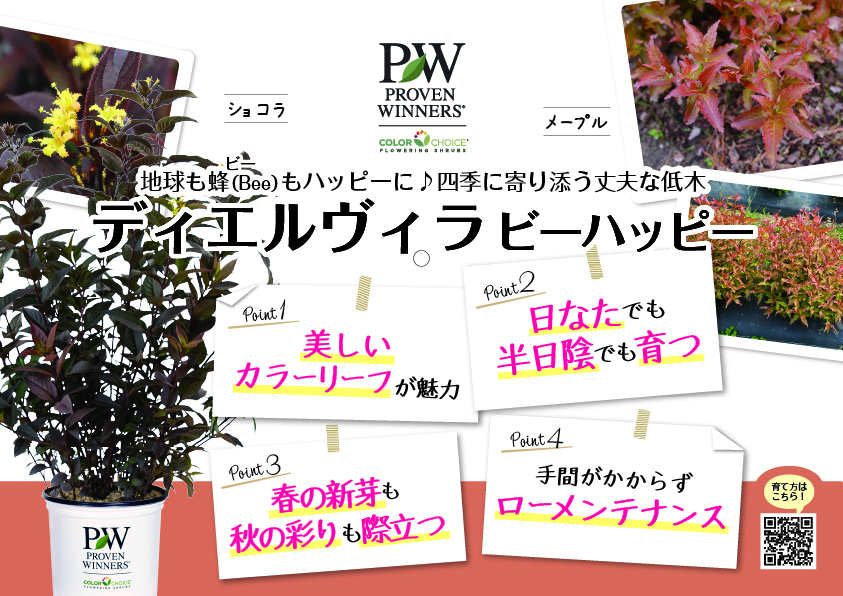 ショコラ
PW
PROVEN
WINNERS®
COLOR CHOICE®
FLOWERING SHRUBS
メープル
ビー
地球も蜂(Bee)もハッピーに♪四季に寄り添う丈夫な低木
ディエルヴィラ ビーハッピー
Point1
美しい
カラーリーフが魅力
Point2
日なたでも
半日陰でも育つ
Point3
春の新芽も
秋の彩りも際立つ
Point4
手間がかからず
ローメンテナンス
育て方は
こちら!
PW
PROVEN
WINNERS®
COLOR CHOICE®
FLOWERING SHRUBS